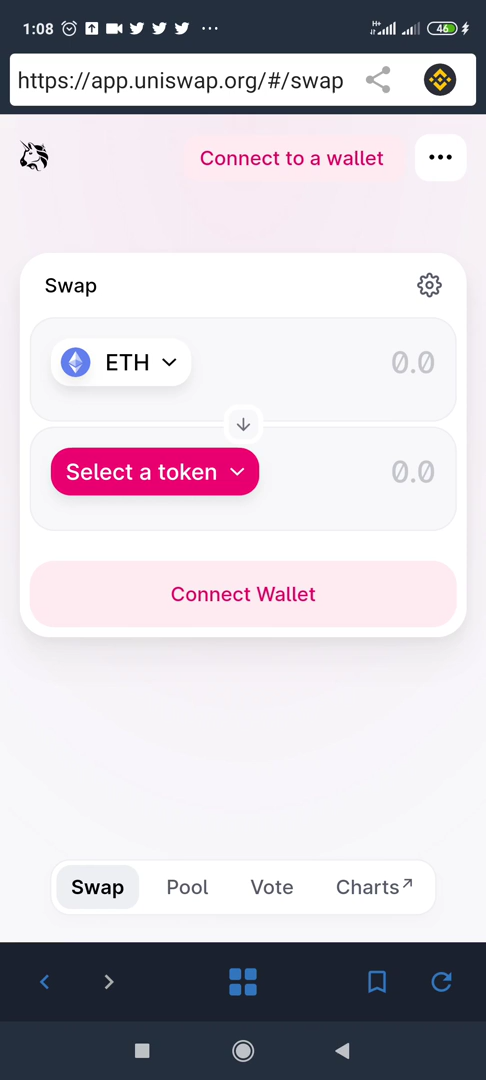 1:08
H+
46
https://app.uniswap.org/#/swap
Connect to a wallet
Swap
ETH
0.0
Select a token
0.0
Connect Wallet
Swap Pool Vote Charts↗